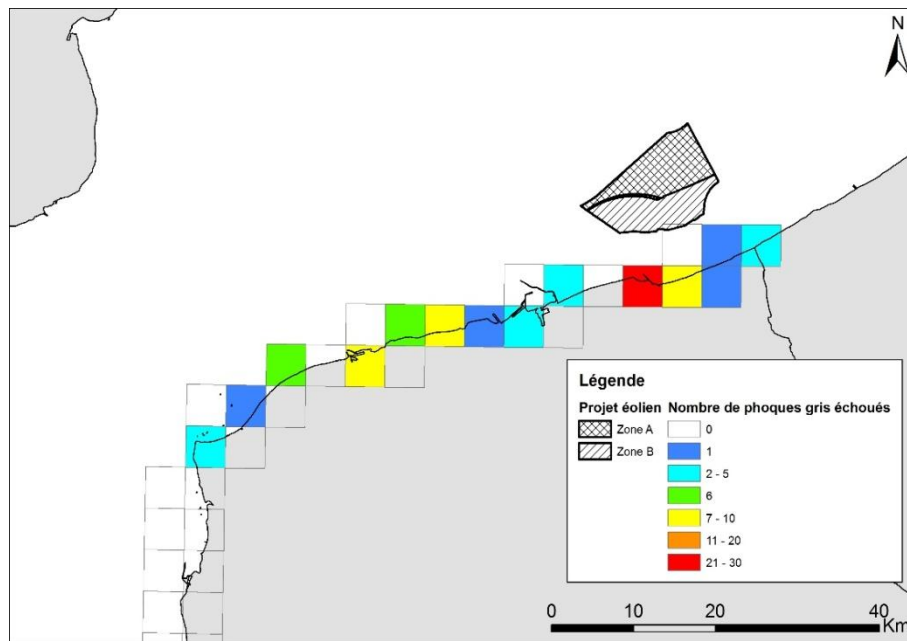 N
Légende
Projet éolien Nombre de phoques gris échoués
Zone A
Zone B
0
1
2 - 5
6
7 - 10
11 - 20
21 - 30
0 10 20 40
Km